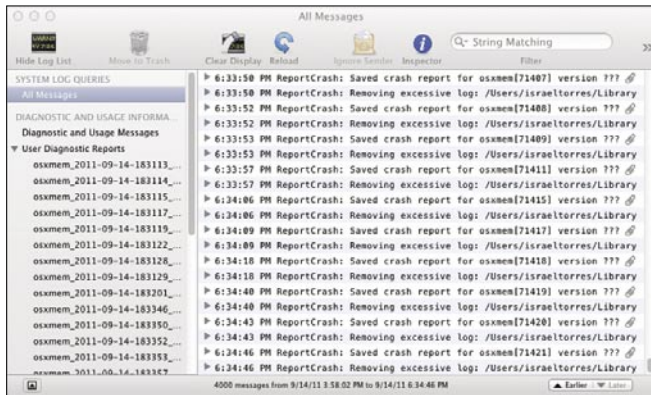 All Messages
Hide Log List
Move to Trash
Clear Display
Reload
Ignore Sender
Inspector
String Matching
Filter
SYSTEM LOG QUERIES
All Messages
DIAGNOSTIC AND USAGE INFORMA...
Diagnostic and Usage Messages
User Diagnostic Reports
osxmem_2011-09-14-183113_...
osxmem_2011-09-14-183114_...
osxmem_2011-09-14-183115_...
osxmem_2011-09-14-183117_...
osxmem_2011-09-14-183119_...
osxmem_2011-09-14-183122_...
osxmem_2011-09-14-183128_...
osxmem_2011-09-14-183129_...
osxmem_2011-09-14-183201_...
osxmem_2011-09-14-183346_...
osxmem_2011-09-14-183350_...
osxmem_2011-09-14-183352_...
osxmem_2011-09-14-183353_...
osxmem_2011-09-14-183357
6:33:50 PM ReportCrash: Saved crash report for osxmem[71407] version ???
6:33:50 PM ReportCrash: Removing excessive log: /Users/israeltorres/Library
6:33:52 PM ReportCrash: Saved crash report for osxmem[71408] version ???
6:33:52 PM ReportCrash: Removing excessive log: /Users/israeltorres/Library
6:33:53 PM ReportCrash: Saved crash report for osxmem[71409] version ???
6:33:53 PM ReportCrash: Removing excessive log: /Users/israeltorres/Library
6:33:57 PM ReportCrash: Saved crash report for osxmem[71411] version ???
6:33:57 PM ReportCrash: Removing excessive log: /Users/israeltorres/Library
6:34:06 PM ReportCrash: Saved crash report for osxmem[71415] version ???
6:34:06 PM ReportCrash: Removing excessive log: /Users/israeltorres/Library
6:34:09 PM ReportCrash: Saved crash report for osxmem[71417] version ???
6:34:09 PM ReportCrash: Removing excessive log: /Users/israeltorres/Library
6:34:18 PM ReportCrash: Saved crash report for osxmem[71418] version ???
6:34:18 PM ReportCrash: Removing excessive log: /Users/israeltorres/Library
6:34:40 PM ReportCrash: Saved crash report for osxmem[71419] version ???
6:34:40 PM ReportCrash: Removing excessive log: /Users/israeltorres/Library
6:34:43 PM ReportCrash: Saved crash report for osxmem[71420] version ???
6:34:43 PM ReportCrash: Removing excessive log: /Users/israeltorres/Library
6:34:46 PM ReportCrash: Saved crash report for osxmem[71421] version ???
6:34:46 PM ReportCrash: Removing excessive log: /Users/israeltorres/Library
4000 messages from 9/14/11 3:58:02 PM to 9/14/11 6:34:46 PM
Earlier
Later